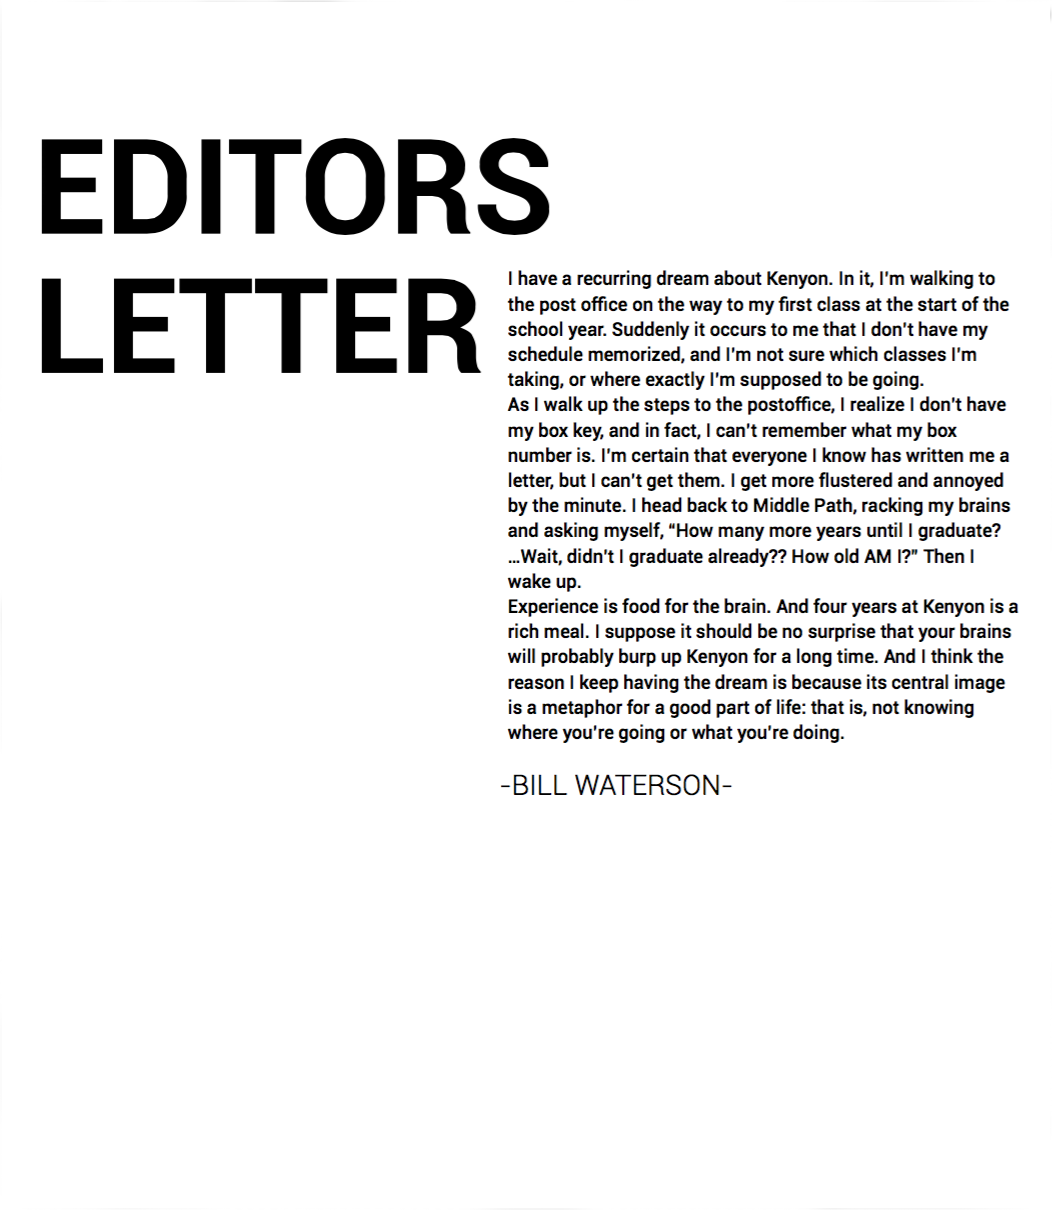 EDITORS
LETTER
I have a recurring dream about Kenyon. In it, I'm walking to
the post office on the way to my first class at the start of the
school year. Suddenly it occurs to me that I don't have my
schedule memorized, and I'm not sure which classes I'm
taking, or where exactly I'm supposed to be going.
As I walk up the steps to the postoffice, I realize I don't have
my box key, and in fact, I can't remember what my box
number is. I'm certain that everyone I know has written me a
letter, but I can't get them. I get more flustered and annoyed
by the minute. I head back to Middle Path, racking my brains
and asking myself, “How many more years until I graduate?
…Wait, didn't I graduate already?? How old AM I?” Then I
wake up.
Experience is food for the brain. And four years at Kenyon is a
rich meal. I suppose it should be no surprise that your brains
will probably burp up Kenyon for a long time. And I think the
reason I keep having the dream is because its central image
is a metaphor for a good part of life: that is, not knowing
where you're going or what you're doing.
-BILL WATERSON-